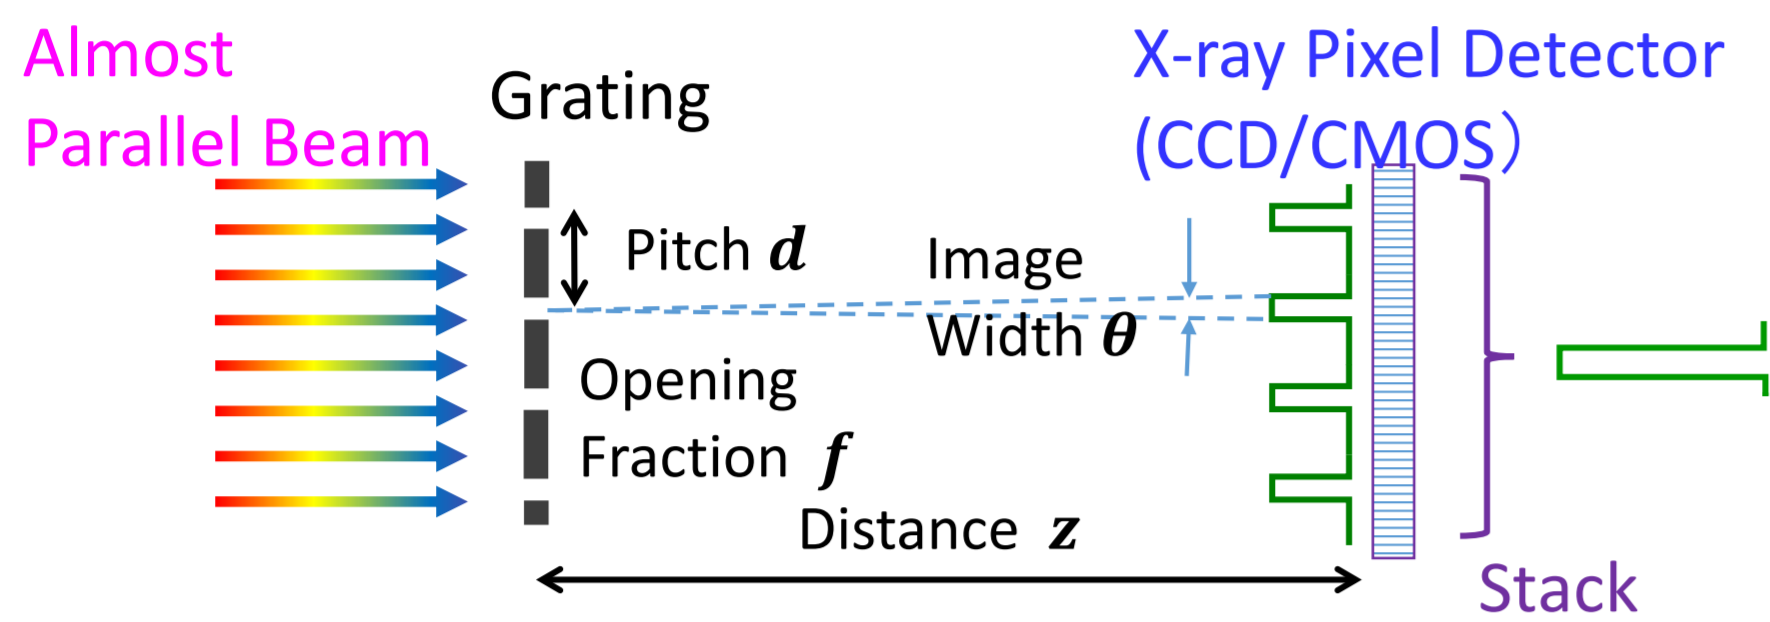 Almost
Parallel Beam
Grating
X-ray Pixel Detector
(CCD/CMOS）
Pitch d
Image
Width θ
Opening
Fraction f
Distance z
Stack